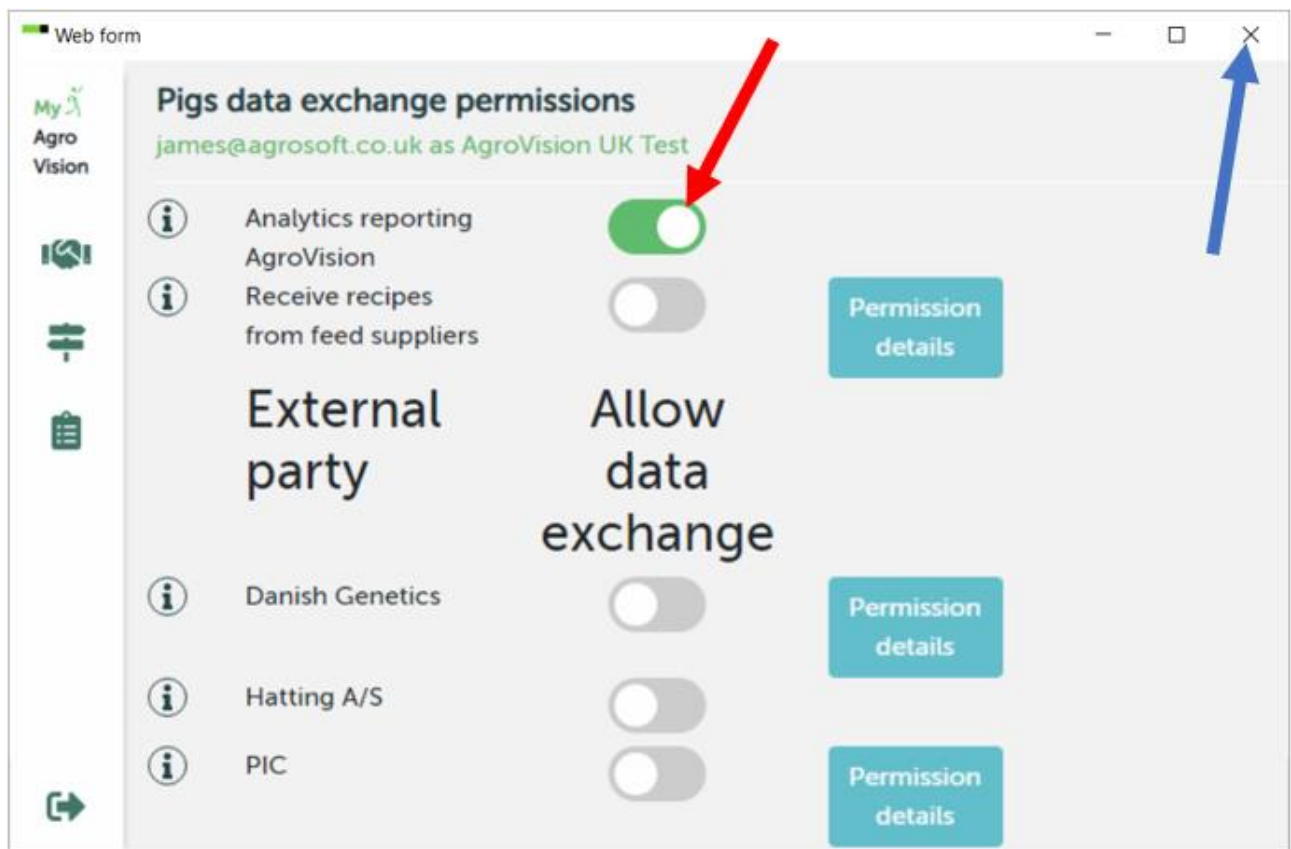 Web form
My
Agro
Vision
Pigs data exchange permissions
james@agrosoft.co.uk as AgroVision UK Test
Analytics reporting
AgroVision
Receive recipes
from feed suppliers
Permission
details
External
party
Allow
data
exchange
Danish Genetics
Permission
details
Hatting A/S
PIC
Permission
details